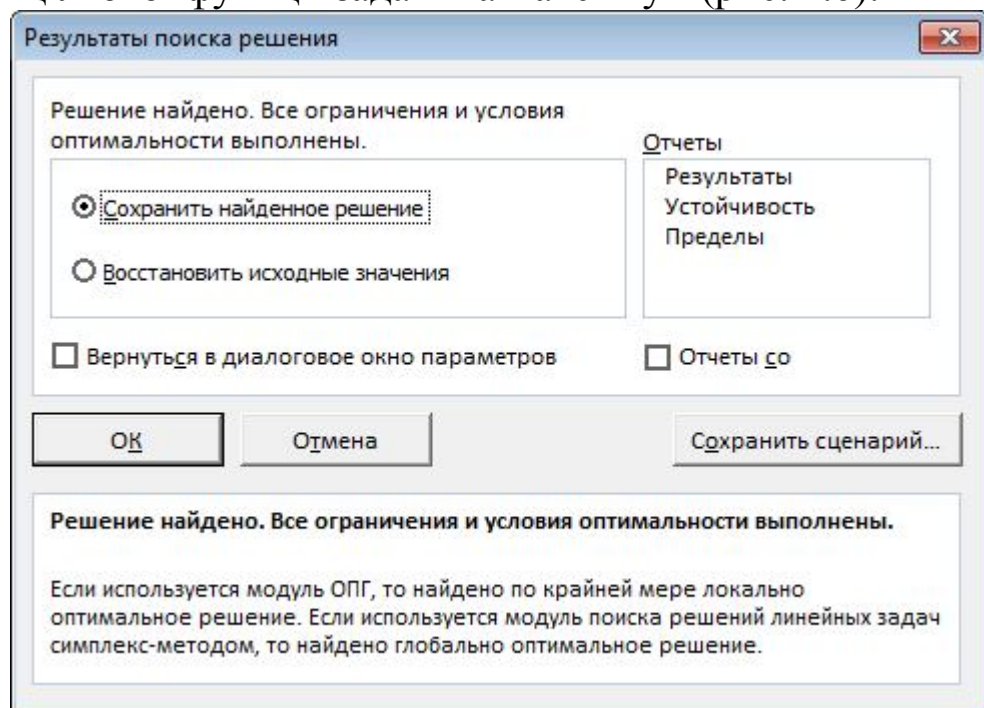 Результаты поиска решения
Решение найдено. Все ограничения и условия
оптимальности выполнены.
Отчеты
Сохранить найденное решение
Восстановить исходные значения
Результаты
Устойчивость
Пределы
Вернуться в диалоговое окно параметров
Отчеты со
ОК
Отмена
Сохранить сценарий...
Решение найдено. Все ограничения и условия оптимальности выполнены.
Если используется модуль ОПГ, то найдено по крайней мере локально
оптимальное решение. Если используется модуль поиска решений линейных задач
симплекс-методом, то найдено глобально оптимальное решение.